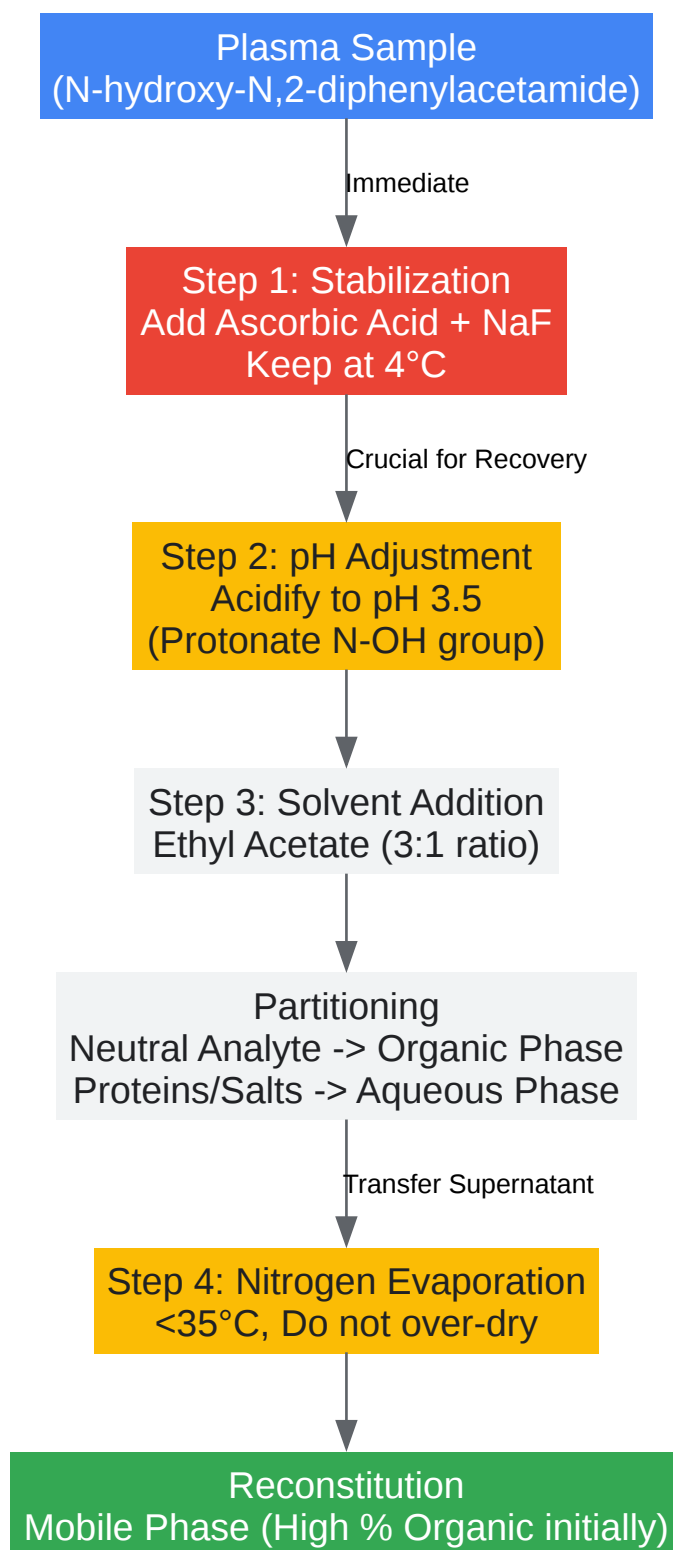 Plasma Sample
(N-hydroxy-N,2-diphenylacetamide)
Immediate
Step 1: Stabilization
Add Ascorbic Acid + NaF
Keep at 4°C
Crucial for Recovery
Step 2: pH Adjustment
Acidify to pH 3.5
(Protonate N-OH group)
Step 3: Solvent Addition
Ethyl Acetate (3:1 ratio)
Partitioning
Neutral Analyte -> Organic Phase
Proteins/Salts -> Aqueous Phase
Transfer Supernatant
Step 4: Nitrogen Evaporation
<35°C, Do not over-dry
Reconstitution
Mobile Phase (High % Organic initially)